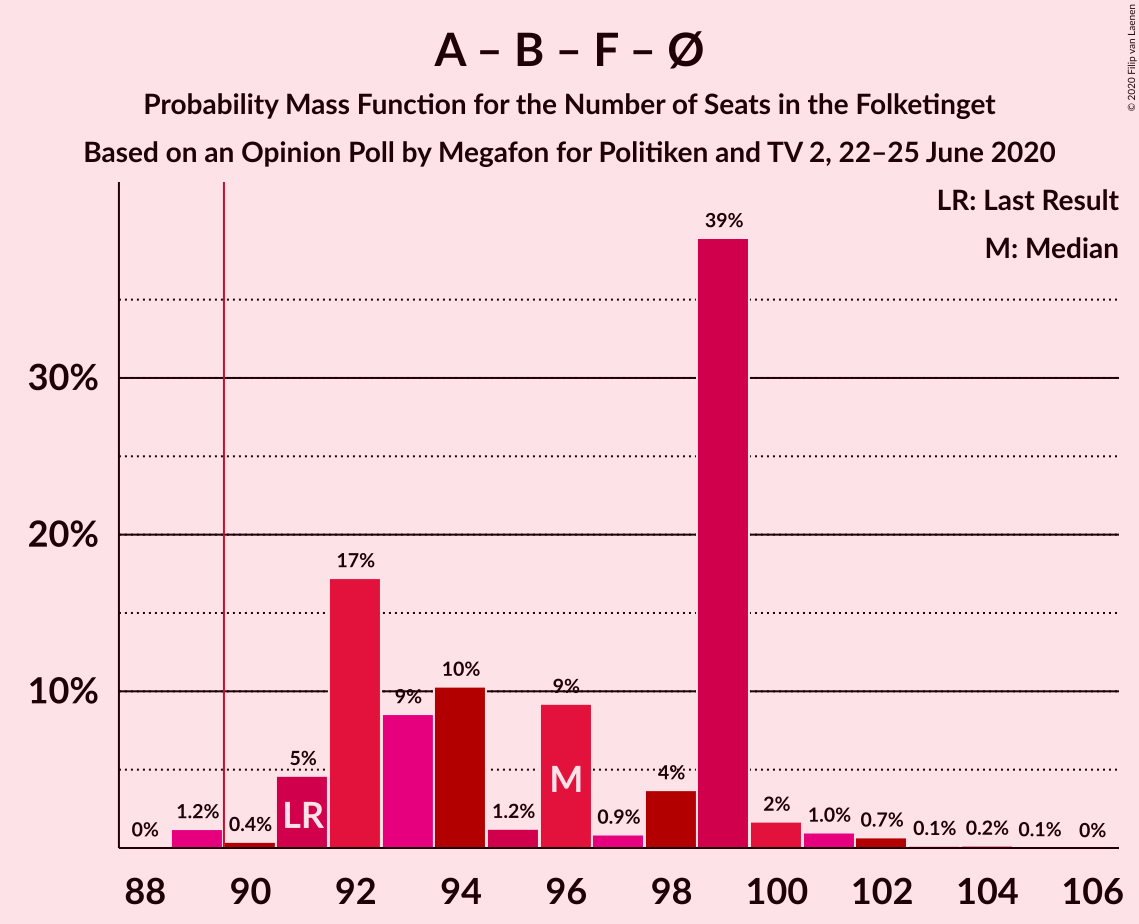 A – B – F – Ø
Probability Mass Function for the Number of Seats in the Folketinget
Based on an Opinion Poll by Megafon for Politiken and TV 2, 22–25 June 2020
© 2020 Filip van Laenen
LR: Last Result
M: Median
39%
30%
20%
10%
0%
1.2%
0.4%
5%
LR
17%
9%
10%
1.2%
9%
M
0.9%
4%
2%
1.0%
0.7%
0.1%
0.2%
0.1%
0%
88 90 92 94 96 98 100 102 104 106